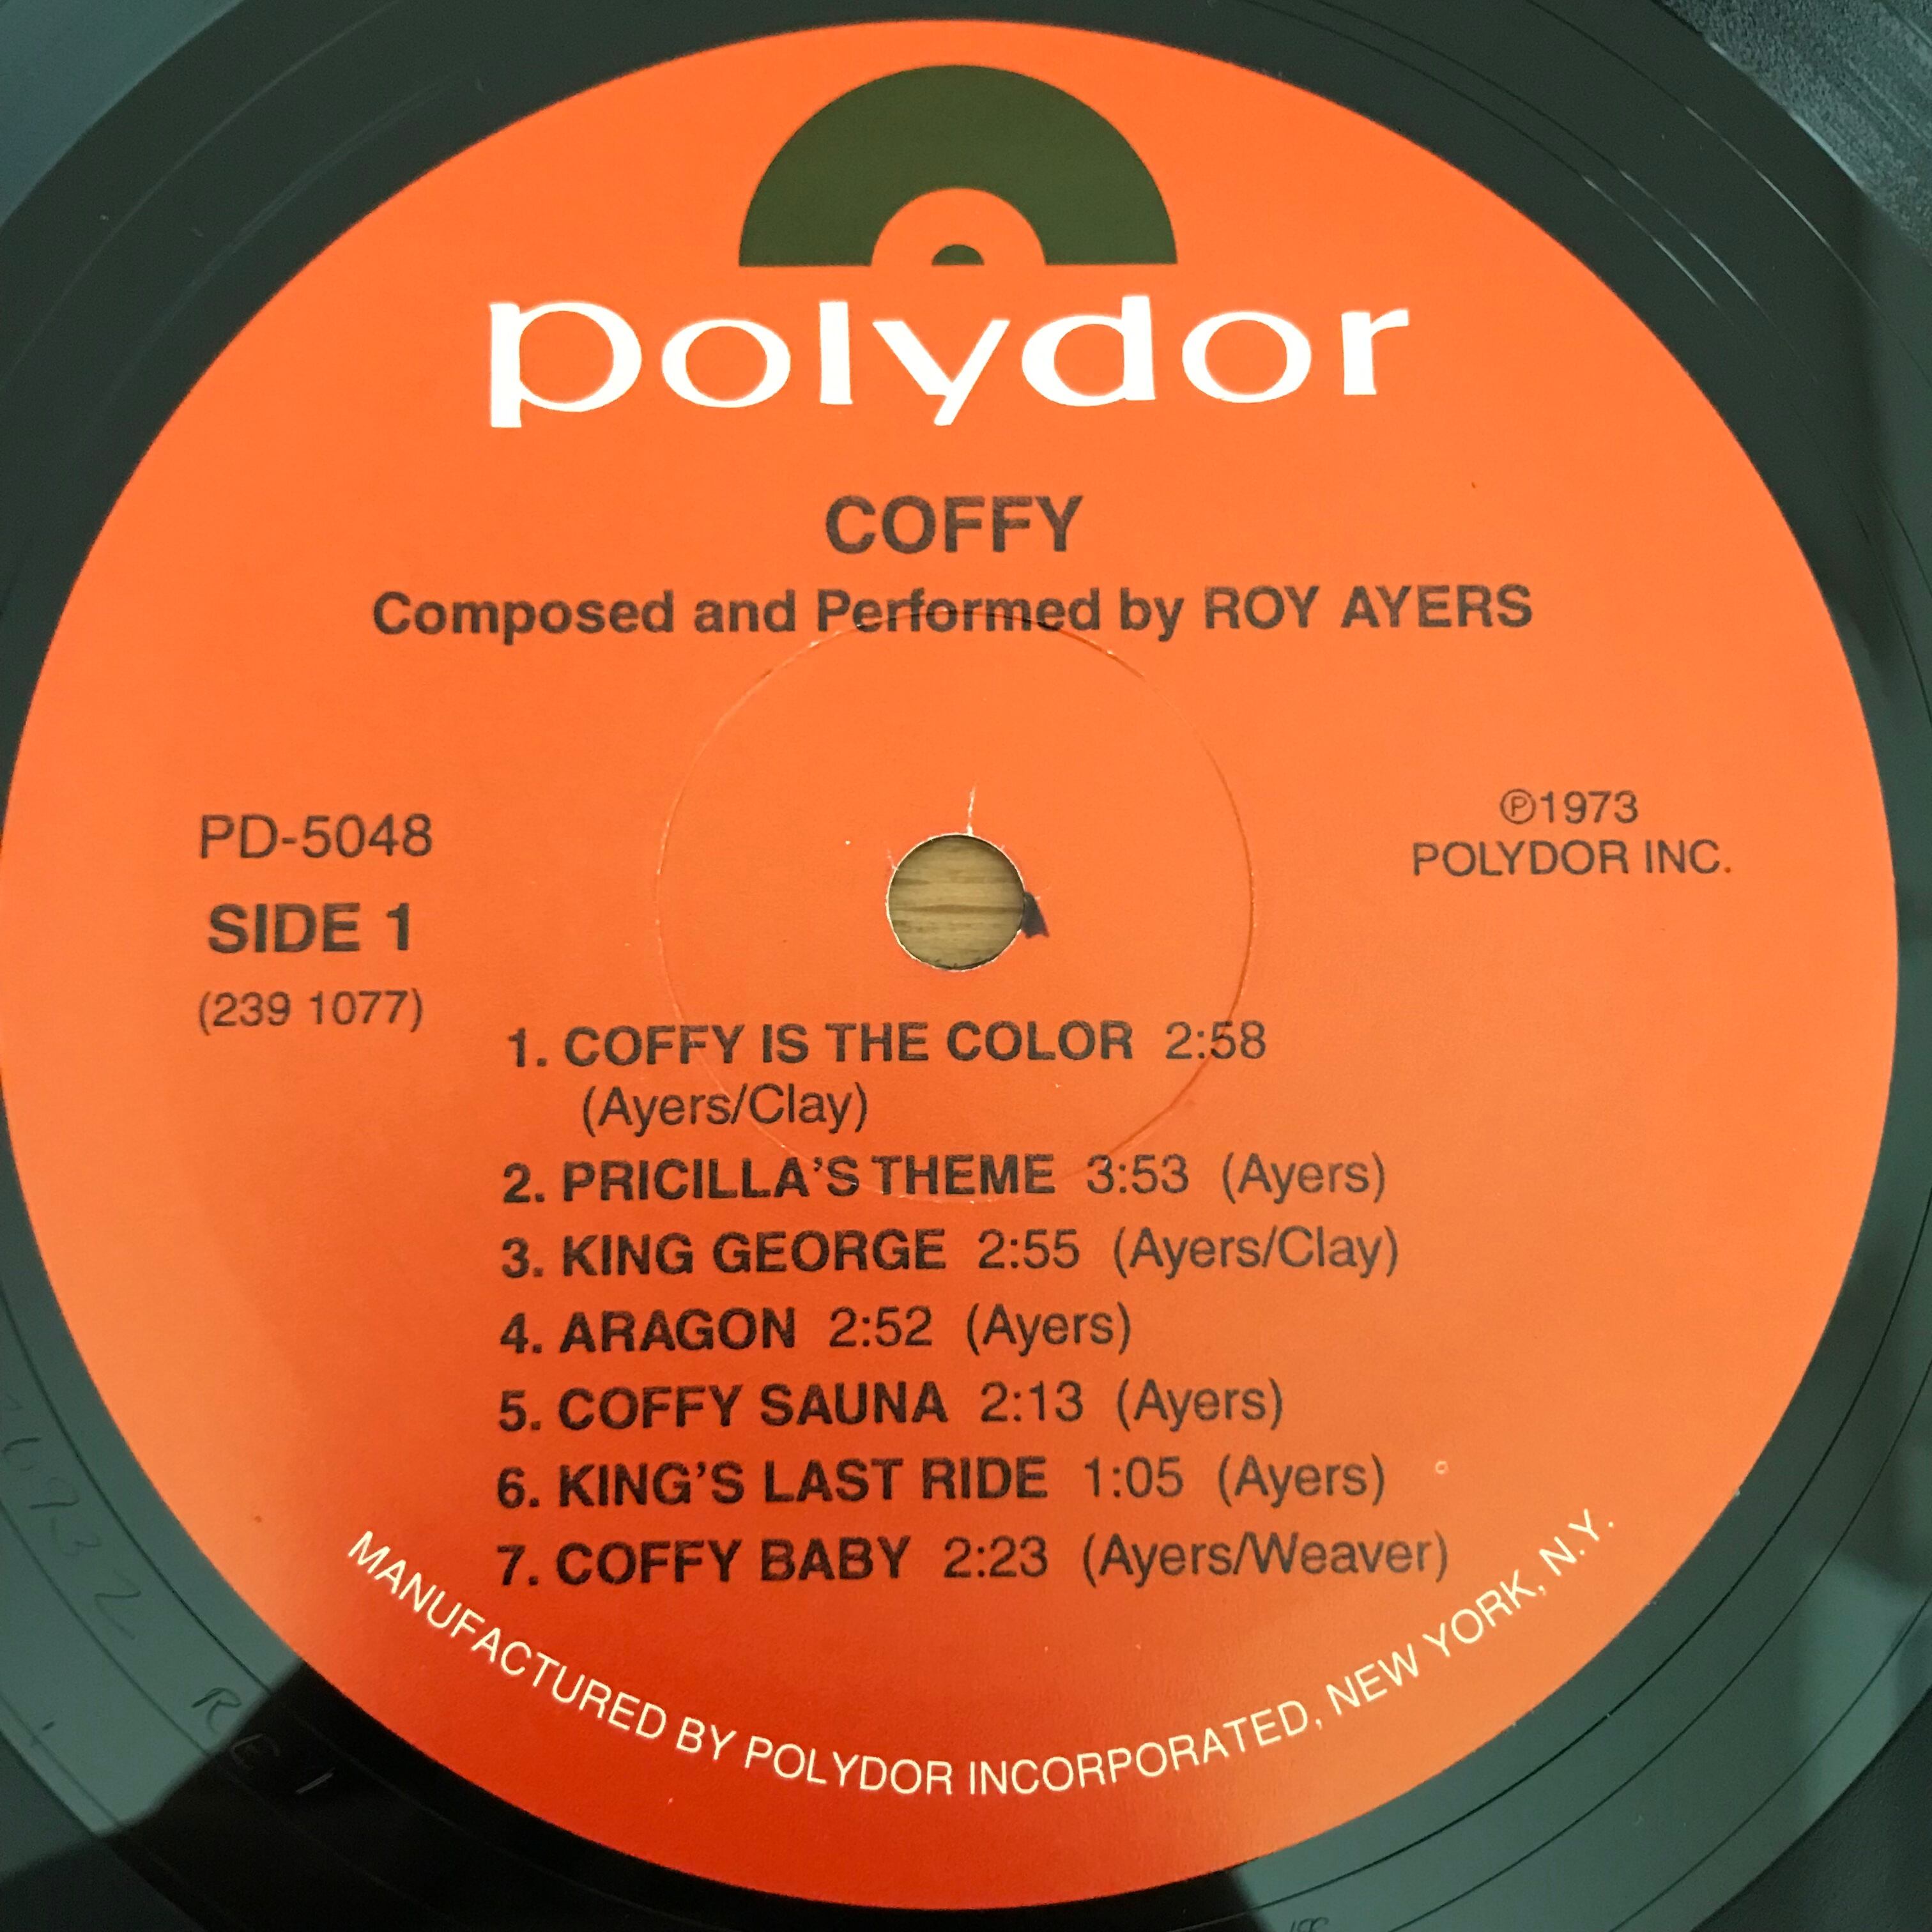 polydor
COFFY
Composed and Performed by ROY AYERS
PD-5048
SIDE 1
(239 1077)
Ⓟ1973
POLYDOR INC.
1. COFFY IS THE COLOR 2:58
(Ayers/Clay)
2. PRICILLA'S THEME 3:53 (Ayers)
3. KING GEORGE 2:55 (Ayers/Clay)
4. ARAGON 2:52 (Ayers)
5. COFFY SAUNA 2:13 (Ayers)
6. KING'S LAST RIDE 1:05 (Ayers)
7. COFFY BABY 2:23 (Ayers/Weaver)
MANUFACTURED BY POLYDOR INCORPORATED, NEW YORK, N.Y.
RE1